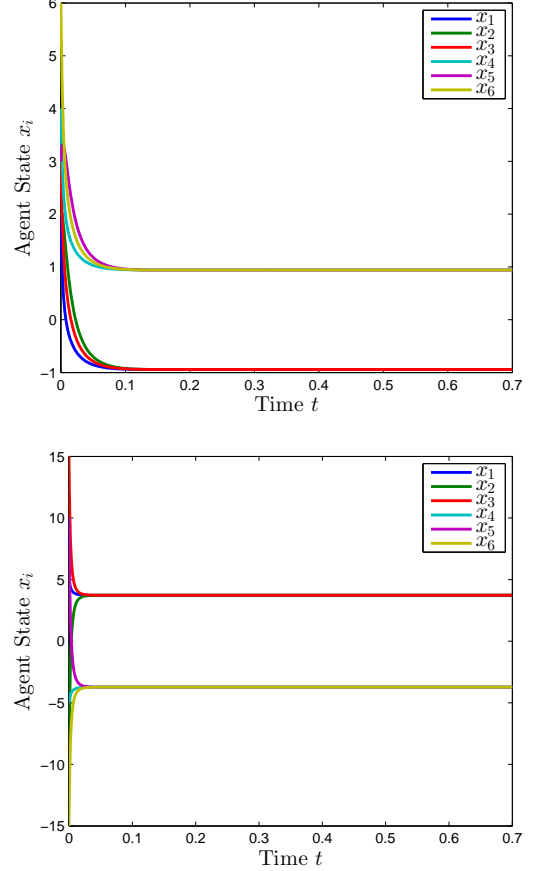 6
5
4
3
2
1
0
−1
Agent State $x_i$
0 0.1 0.2 0.3 0.4 0.5 0.6 0.7
Time $t$
$x_1$
$x_2$
$x_3$
$x_4$
$x_5$
$x_6$
15
10
5
0
−5
−10
−15
Agent State $x_i$
0 0.1 0.2 0.3 0.4 0.5 0.6 0.7
Time $t$
$x_1$
$x_2$
$x_3$
$x_4$
$x_5$
$x_6$